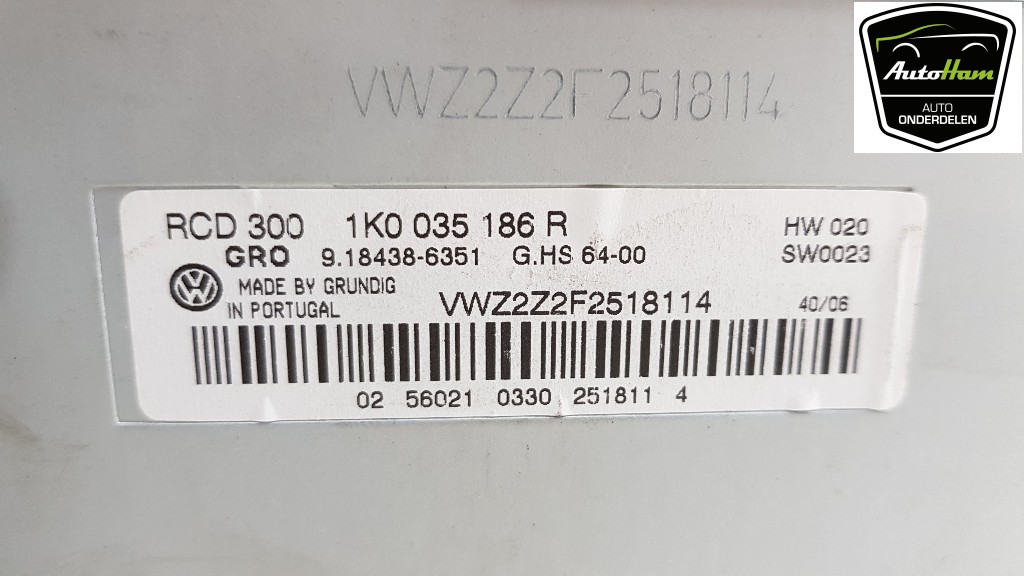 VWZ2Z2F2518114
AutoHam
AUTO
ONDERDELEN
RCD 300 1K0 035 186 R HW 020
GRO 9.18438-6351 G.HS 64-00 SW0023
MADE BY GRUNDIG
IN PORTUGAL VWZ2Z2F2518114 40/06
02 56021 0330 251811 4